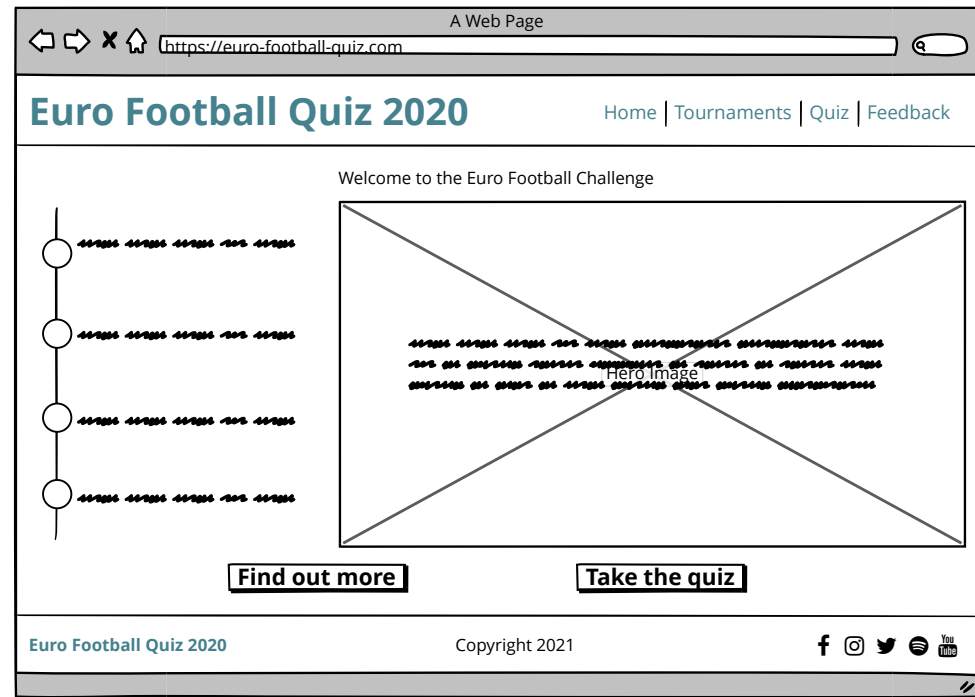 A Web Page
https://euro-football-quiz.com
Euro Football Quiz 2020
Home | Tournaments | Quiz | Feedback
Welcome to the Euro Football Challenge
Hero Image
Find out more
Take the quiz
Euro Football Quiz 2020
Copyright 2021
You
Tube